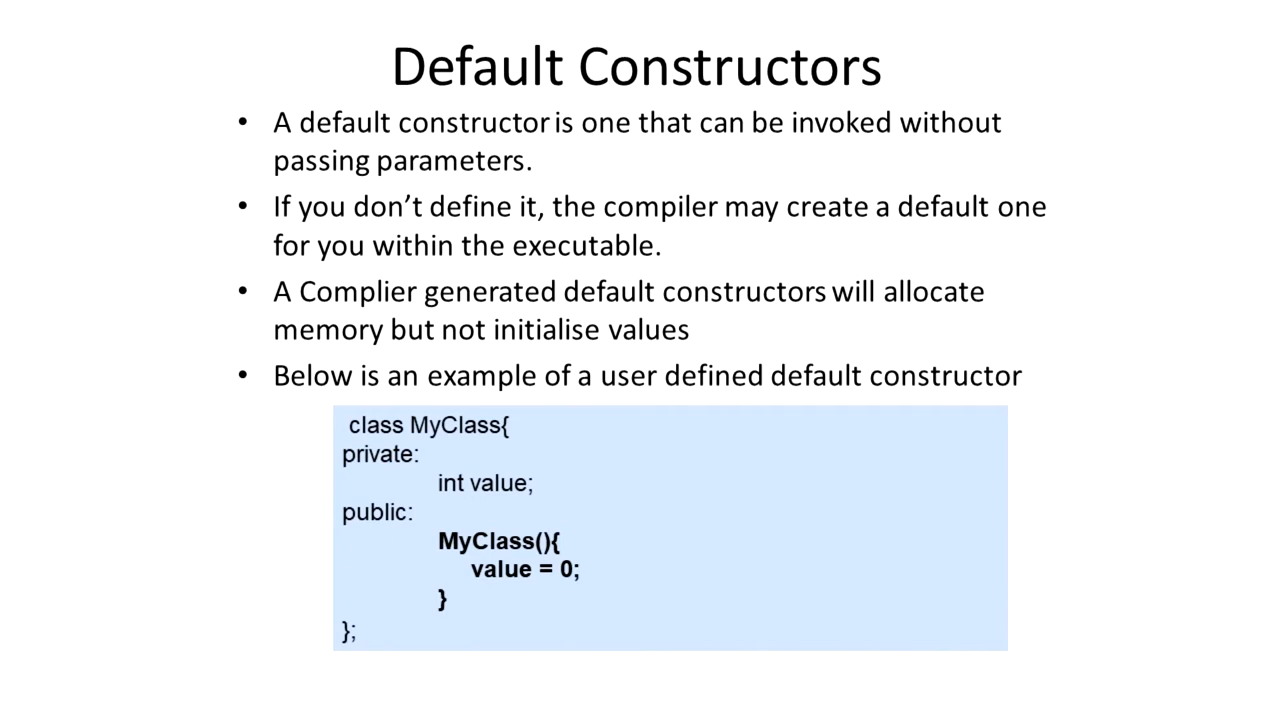 Default Constructors
• A default constructor is one that can be invoked without
passing parameters.
• If you don’t define it, the compiler may create a default one
for you within the executable.
• A Complier generated default constructors will allocate
memory but not initialise values
• Below is an example of a user defined default constructor
class MyClass{
private:
int value;
public:
MyClass(){
value = 0;
}
};